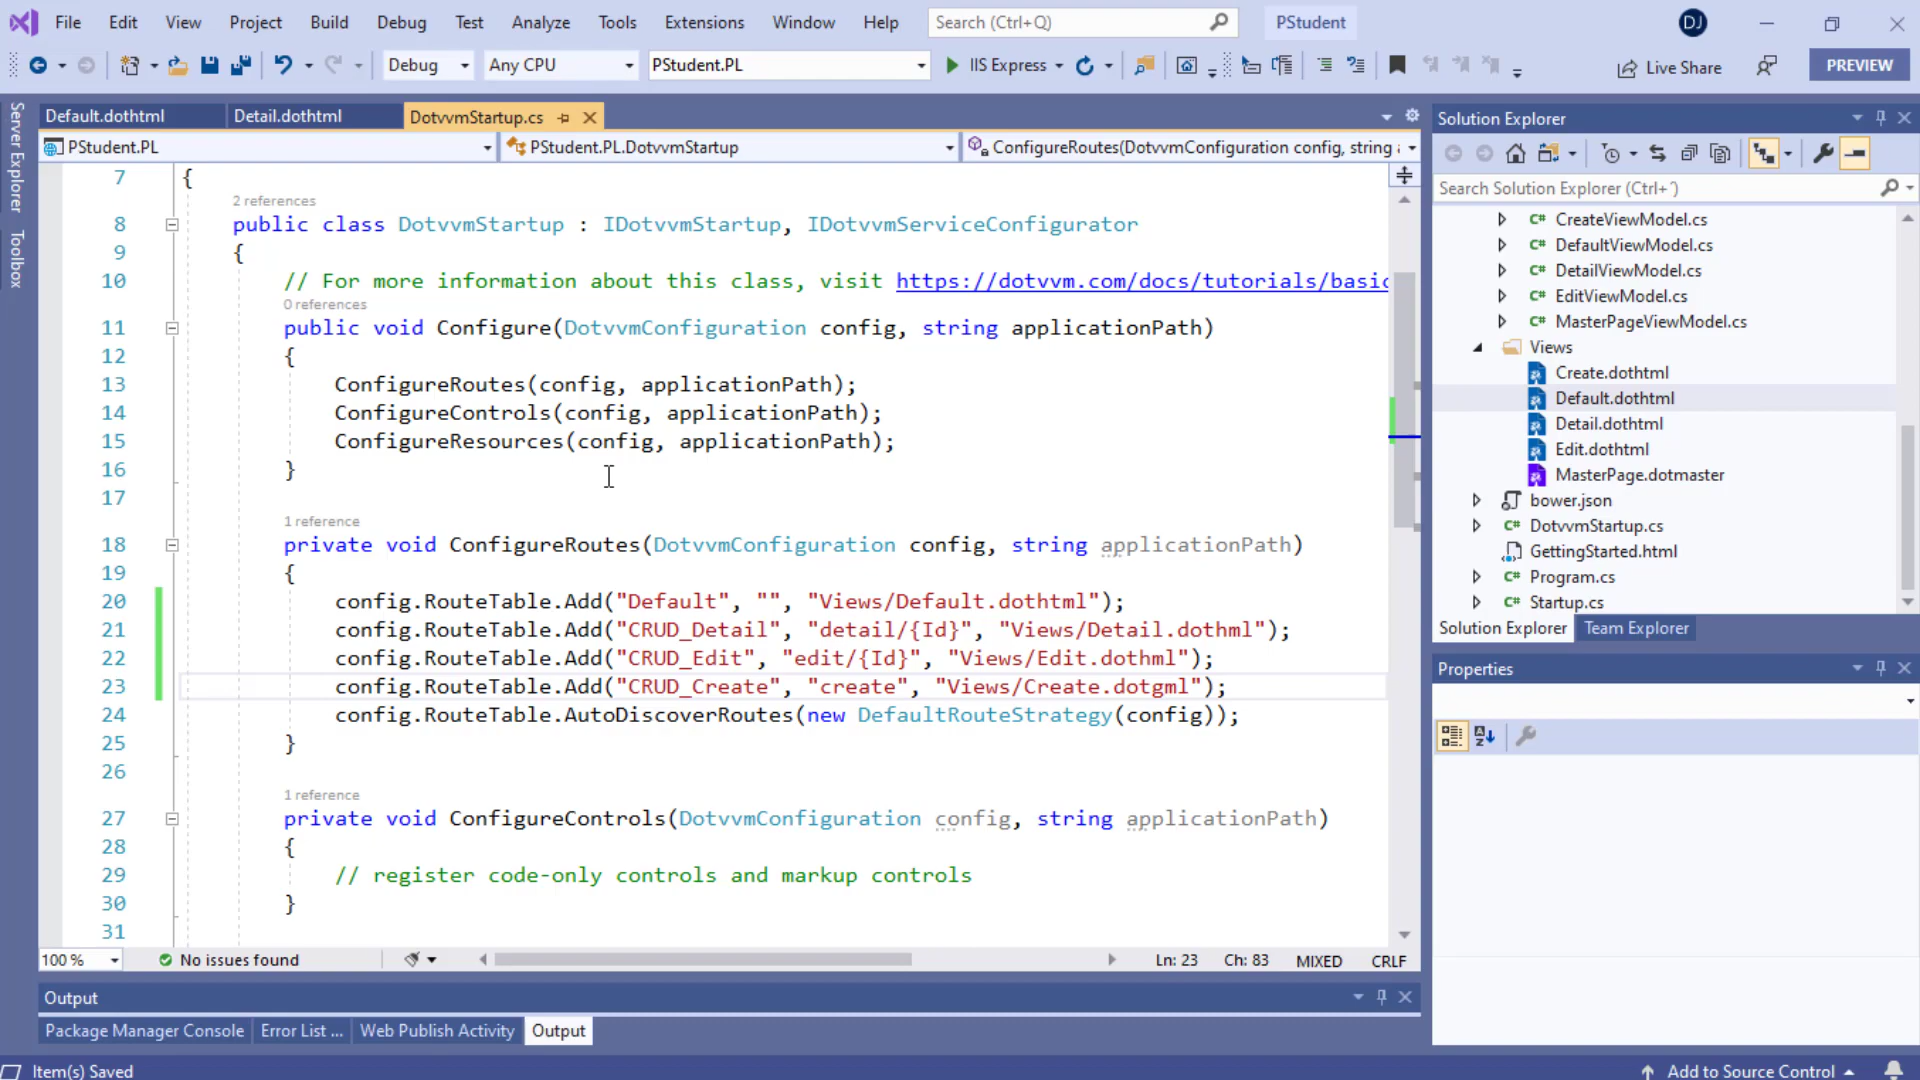 File Edit View Project Build Debug Test Analyze Tools Extensions Window Help Search (Ctrl+Q) PStudent DJ
Debug Any CPU PStudent.PL IIS Express Live Share PREVIEW
Server Explorer
Toolbox
Default.dothtml Detail.dothtml DotvvmStartup.cs
PStudent.PL PStudent.PL.DotvvmStartup ConfigureRoutes(DotvvmConfiguration config, string
7 {
2 references
8 public class DotvvmStartup : IDotvvmStartup, IDotvvmServiceConfigurator
9 {
10 // For more information about this class, visit https://dotvvm.com/docs/tutorials/basic
0 references
11 public void Configure(DotvvmConfiguration config, string applicationPath)
12 {
13 ConfigureRoutes(config, applicationPath);
14 ConfigureControls(config, applicationPath);
15 ConfigureResources(config, applicationPath);
16 }
17
1 reference
18 private void ConfigureRoutes(DotvvmConfiguration config, string applicationPath)
19 {
20 config.RouteTable.Add("Default", "", "Views/Default.dothtml");
21 config.RouteTable.Add("CRUD_Detail", "detail/{Id}", "Views/Detail.dothml");
22 config.RouteTable.Add("CRUD_Edit", "edit/{Id}", "Views/Edit.dothml");
23 config.RouteTable.Add("CRUD_Create", "create", "Views/Create.dotgml");
24 config.RouteTable.AutoDiscoverRoutes(new DefaultRouteStrategy(config));
25 }
26
1 reference
27 private void ConfigureControls(DotvvmConfiguration config, string applicationPath)
28 {
29 // register code-only controls and markup controls
30 }
31
100 % No issues found Ln: 23 Ch: 83 MIXED CRLF
Output
Package Manager Console Error List ... Web Publish Activity Output
Item(s) Saved
Solution Explorer
Search Solution Explorer (Ctrl+´)
C# CreateViewModel.cs
C# DefaultViewModel.cs
C# DetailViewModel.cs
C# EditViewModel.cs
C# MasterPageViewModel.cs
Views
Create.dothtml
Default.dothtml
Detail.dothtml
Edit.dothtml
MasterPage.dotmaster
bower.json
C# DotvvmStartup.cs
GettingStarted.html
C# Program.cs
C# Startup.cs
Solution Explorer Team Explorer
Properties
Add to Source Control